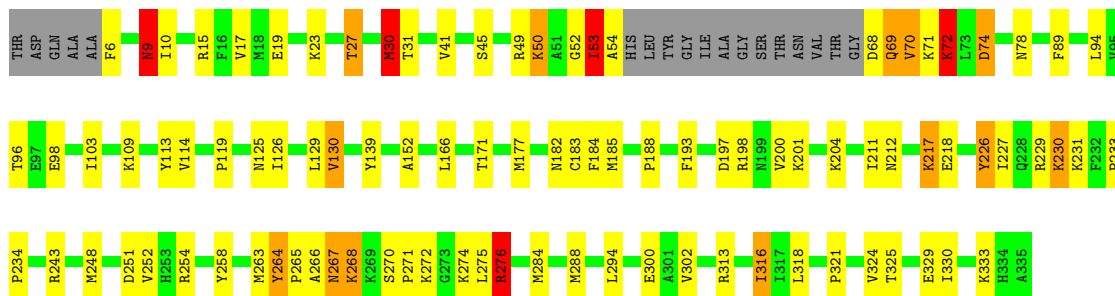 THR ASP GLN ALA ALA F6 N9 I10 R15 F16 V17 M18 E19 K23 T27 M30 T31 V41 S45 R49 K50 A51 G52 I53 A54 HIS LEU TYR GLY ILE ALA GLY SER THR ASN VAL THR GLY D68 Q69 V70 K71 K72 L73 D74 N78 F89 L94 K95
T96 E97 E98 I103 K109 Y113 V114 P119 N125 I126 L129 V130 Y139 A152 L166 T171 M177 N182 C183 F184 M185 P188 F193 D197 R198 N199 V200 K201 K204 I211 N212 K217 E218 Y226 I227 Q228 R229 K230 K231 F232
P234 R243 M248 D251 V252 H253 R254 Y258 M263 Y264 P265 A266 N267 K268 K269 S270 P271 K272 G273 K274 L275 R276 M284 M288 L294 E300 A301 V302 R313 I316 I317 L318 P321 V324 T325 E329 I330 K333 H334 A335